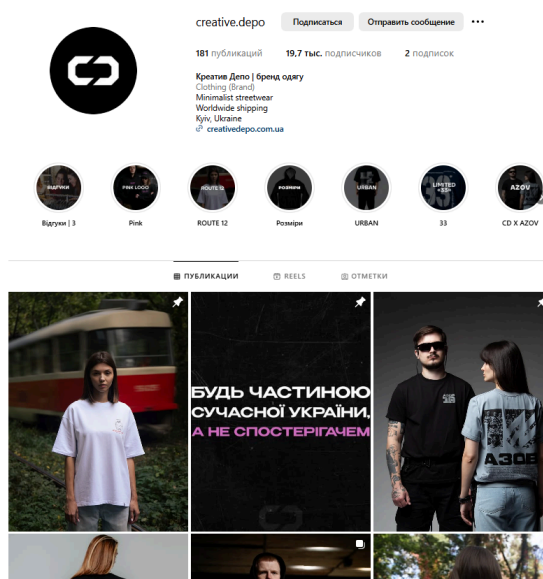 creative.depo Подписаться Отправить сообщение
181 публикаций 19,7 тыс. подписчиков 2 подписок
Креатив Депо | бренд одягу
Clothing (Brand)
Minimalist streetwear
Worldwide shipping
Kyiv, Ukraine
creativedepo.com.ua
ВІДГУКИ PINK LOGO ROUTE 12 РОЗМІРИ URBAN LIMITED AZOV
«33»
Відгуки | 3 Pink ROUTE 12 Розміри URBAN 33 CD X AZOV
ПУБЛИКАЦИИ REELS ОТМЕТКИ
БУДЬ ЧАСТИНОЮ
СУЧАСНОЇ УКРАЇНИ,
А НЕ СПОСТЕРІГАЧЕМ
АЗОВ